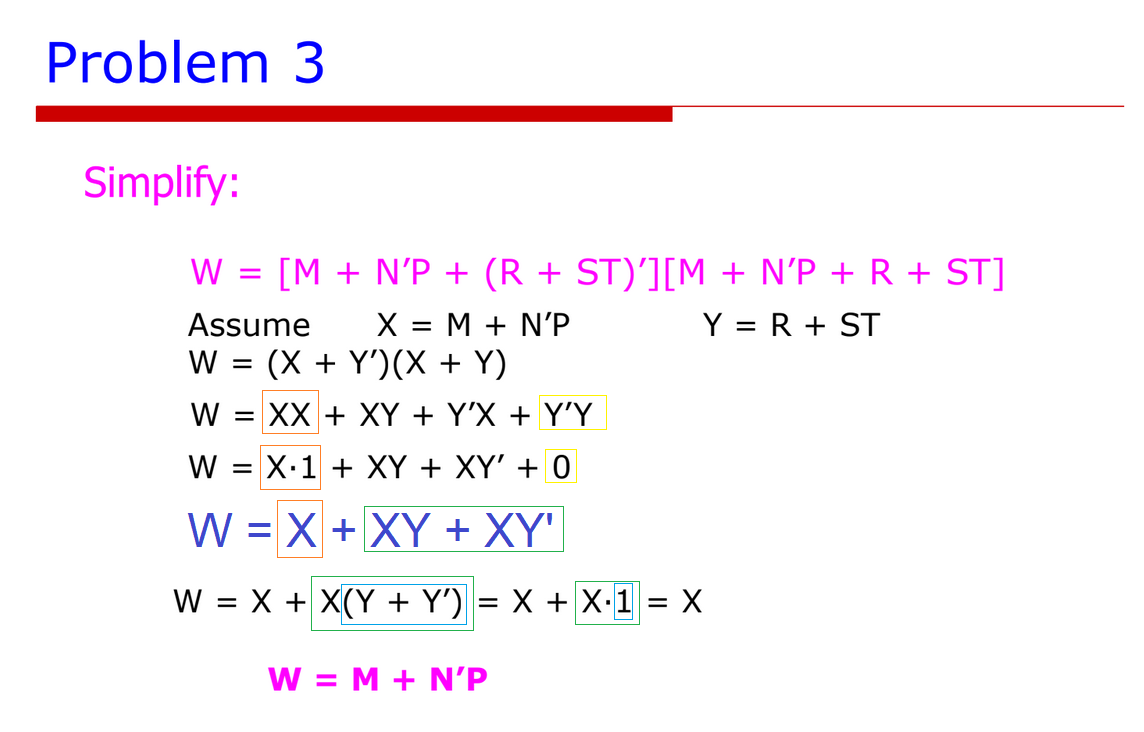 Problem 3
Simplify:
W = [M + N’P + (R + ST)’][M + N’P + R + ST]
Assume X = M + N’P Y = R + ST
W = (X + Y’)(X + Y)
W = XX + XY + Y’X + Y’Y
W = X·1 + XY + XY’ + 0
W = X + XY + XY'
W = X + X(Y + Y’) = X + X·1 = X
W = M + N’P